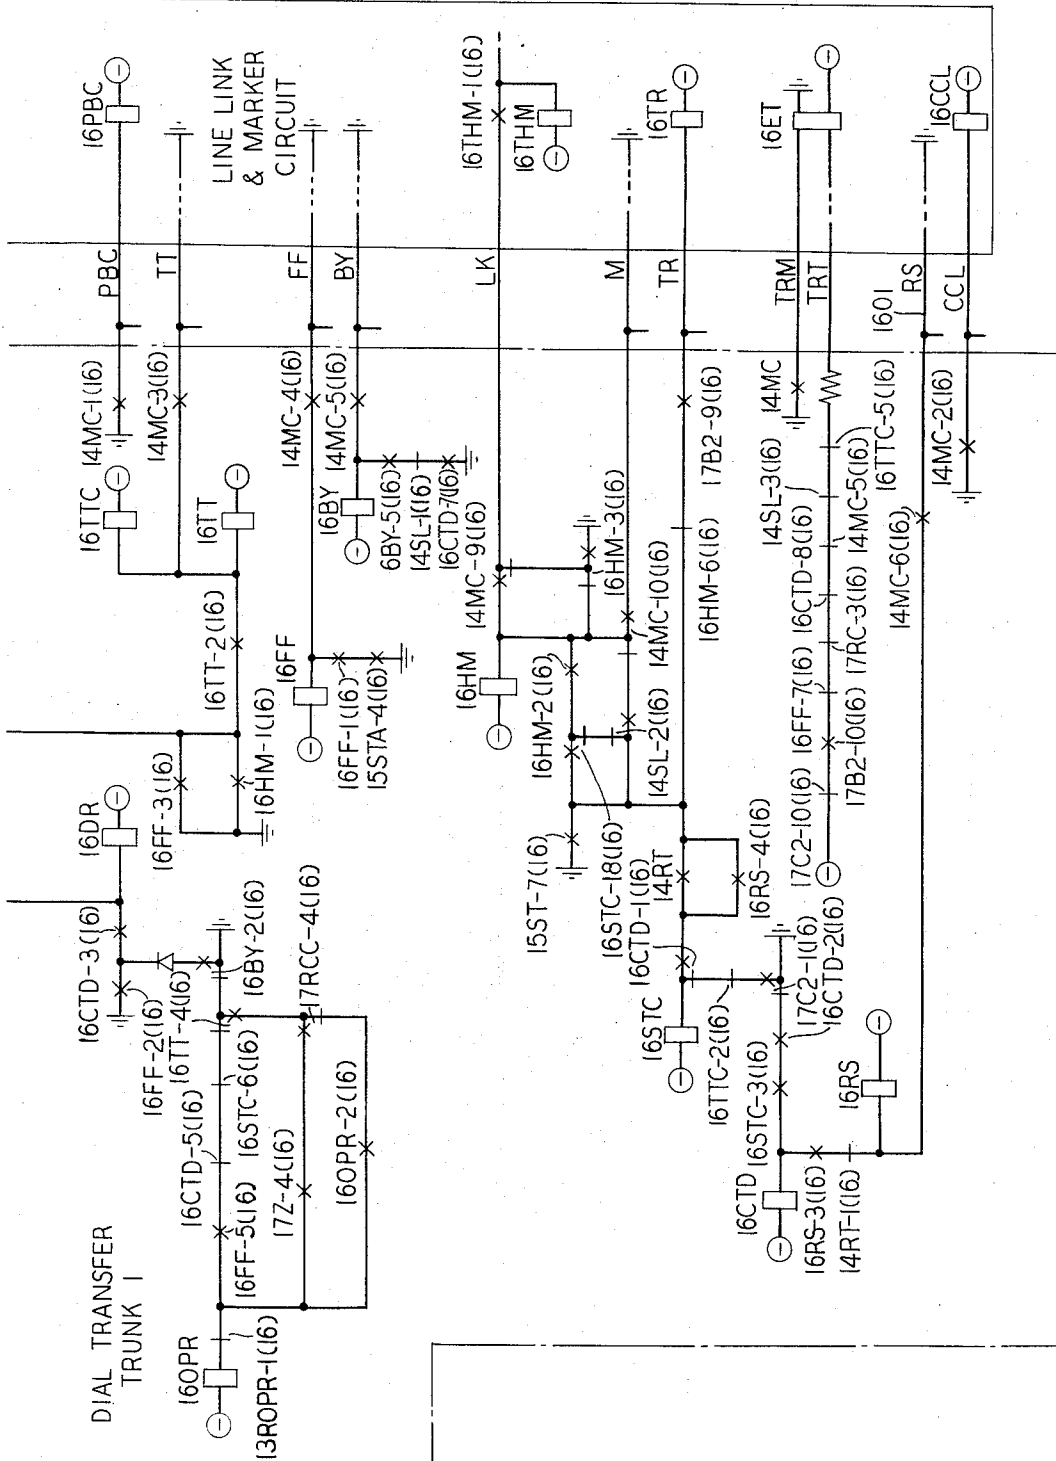 DIAL TRANSFER
TRUNK 1
LINE LINK
& MARKER
CIRCUIT
16PBC
PBC
14MC-1(16)
16TTC
TT
14MC-3(16)
16TT
16TT-2(16)
16FF-3(16)
16HM-1(16)
16DR
16CTD-3(16)
16FF-2(16)
16TT-4(16)
16BY-2(16)
17RCC-4(16)
16STC-6(16)
16CTD-5(16)
16FF-5(16)
17Z-4(16)
16OPR-2(16)
16OPR
13ROPR-1(16)
FF
14MC-4(16)
16FF
16FF-1(16)
15STA-4(16)
BY
14MC-5(16)
16BY
6BY-5(16)
14SL-1(16)
16CTD-7(16)
16THM-1(16)
16THM
LK
14MC-9(16)
16HM-3(16)
16HM
16HM-2(16)
M
14MC-10(16)
14SL-2(16)
15ST-7(16)
16STC-18(16)
16TR
TR
17B2-9(16)
16HM-6(16)
14RT
16RS-4(16)
16CTD-1(16)
16STC
16TTC-2(16)
17C2-1(16)
16CTD-2(16)
16STC-3(16)
16CTD
16RS-3(16)
14RT-1(16)
16RS
16ET
TRM
14MC
TRT
16TTC-5(16)
14SL-3(16)
14MC-5(16)
16CTD-8(16)
17RC-3(16)
16FF-7(16)
17B2-10(16)
17C2-10(16)
1601
RS
14MC-6(16)
16CCL
CCL
14MC-2(16)